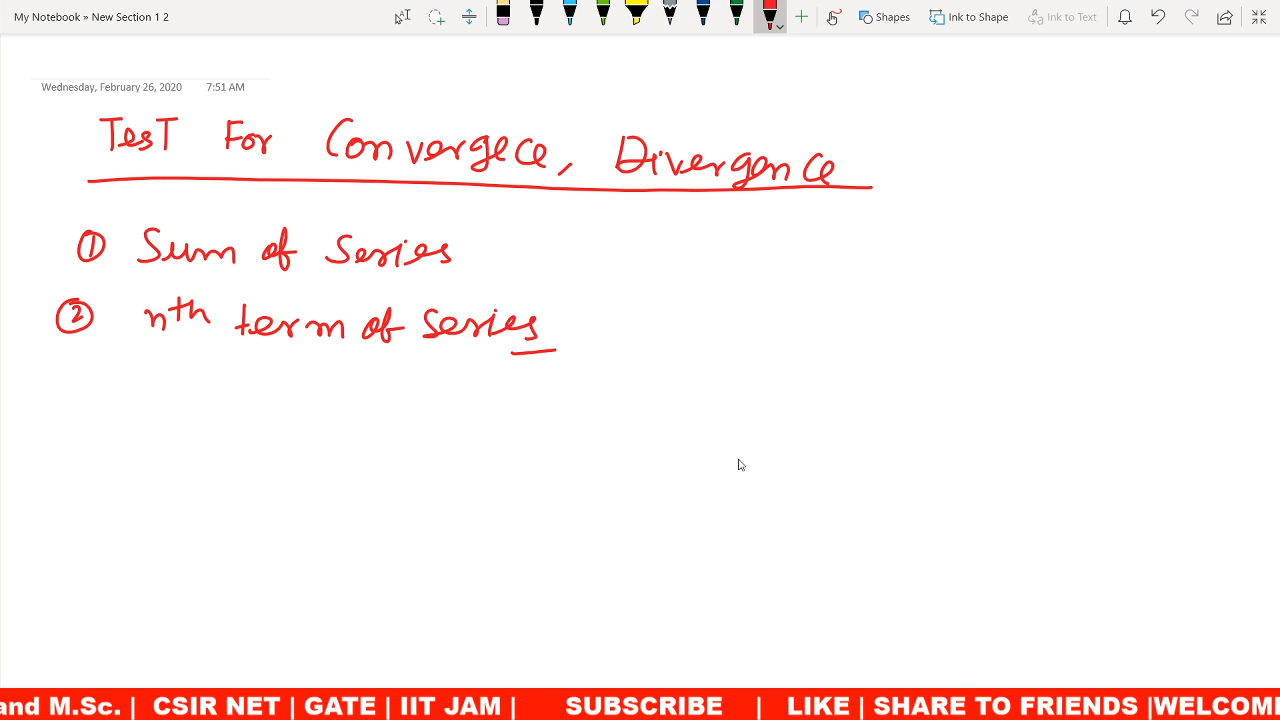 My Notebook » New Section 1 2
Shapes Ink to Shape Ink to Text
Wednesday, February 26, 2020 7:51 AM
TesT For Convergece, Divergence
① Sum of Series
② nth term of Series
and M.Sc. | CSIR NET | GATE | IIT JAM | SUBSCRIBE | LIKE | SHARE TO FRIENDS |WELCOM